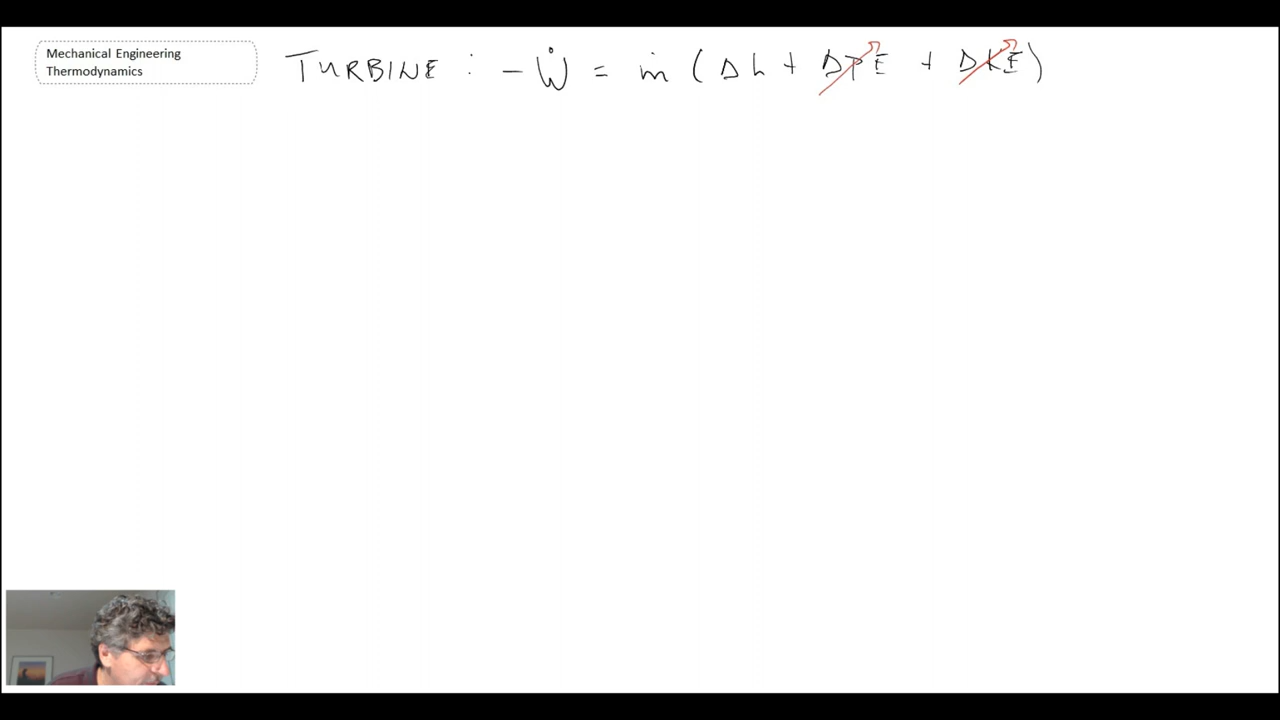 Mechanical Engineering
Thermodynamics
TURBINE : - Ẇ = ṁ ( Δh + ΔPE + ΔKE )